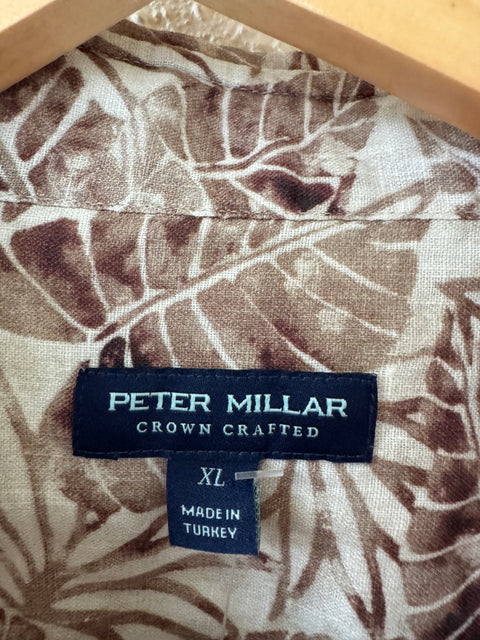 PETER MILLAR
CROWN CRAFTED
XL
MADE IN
TURKEY